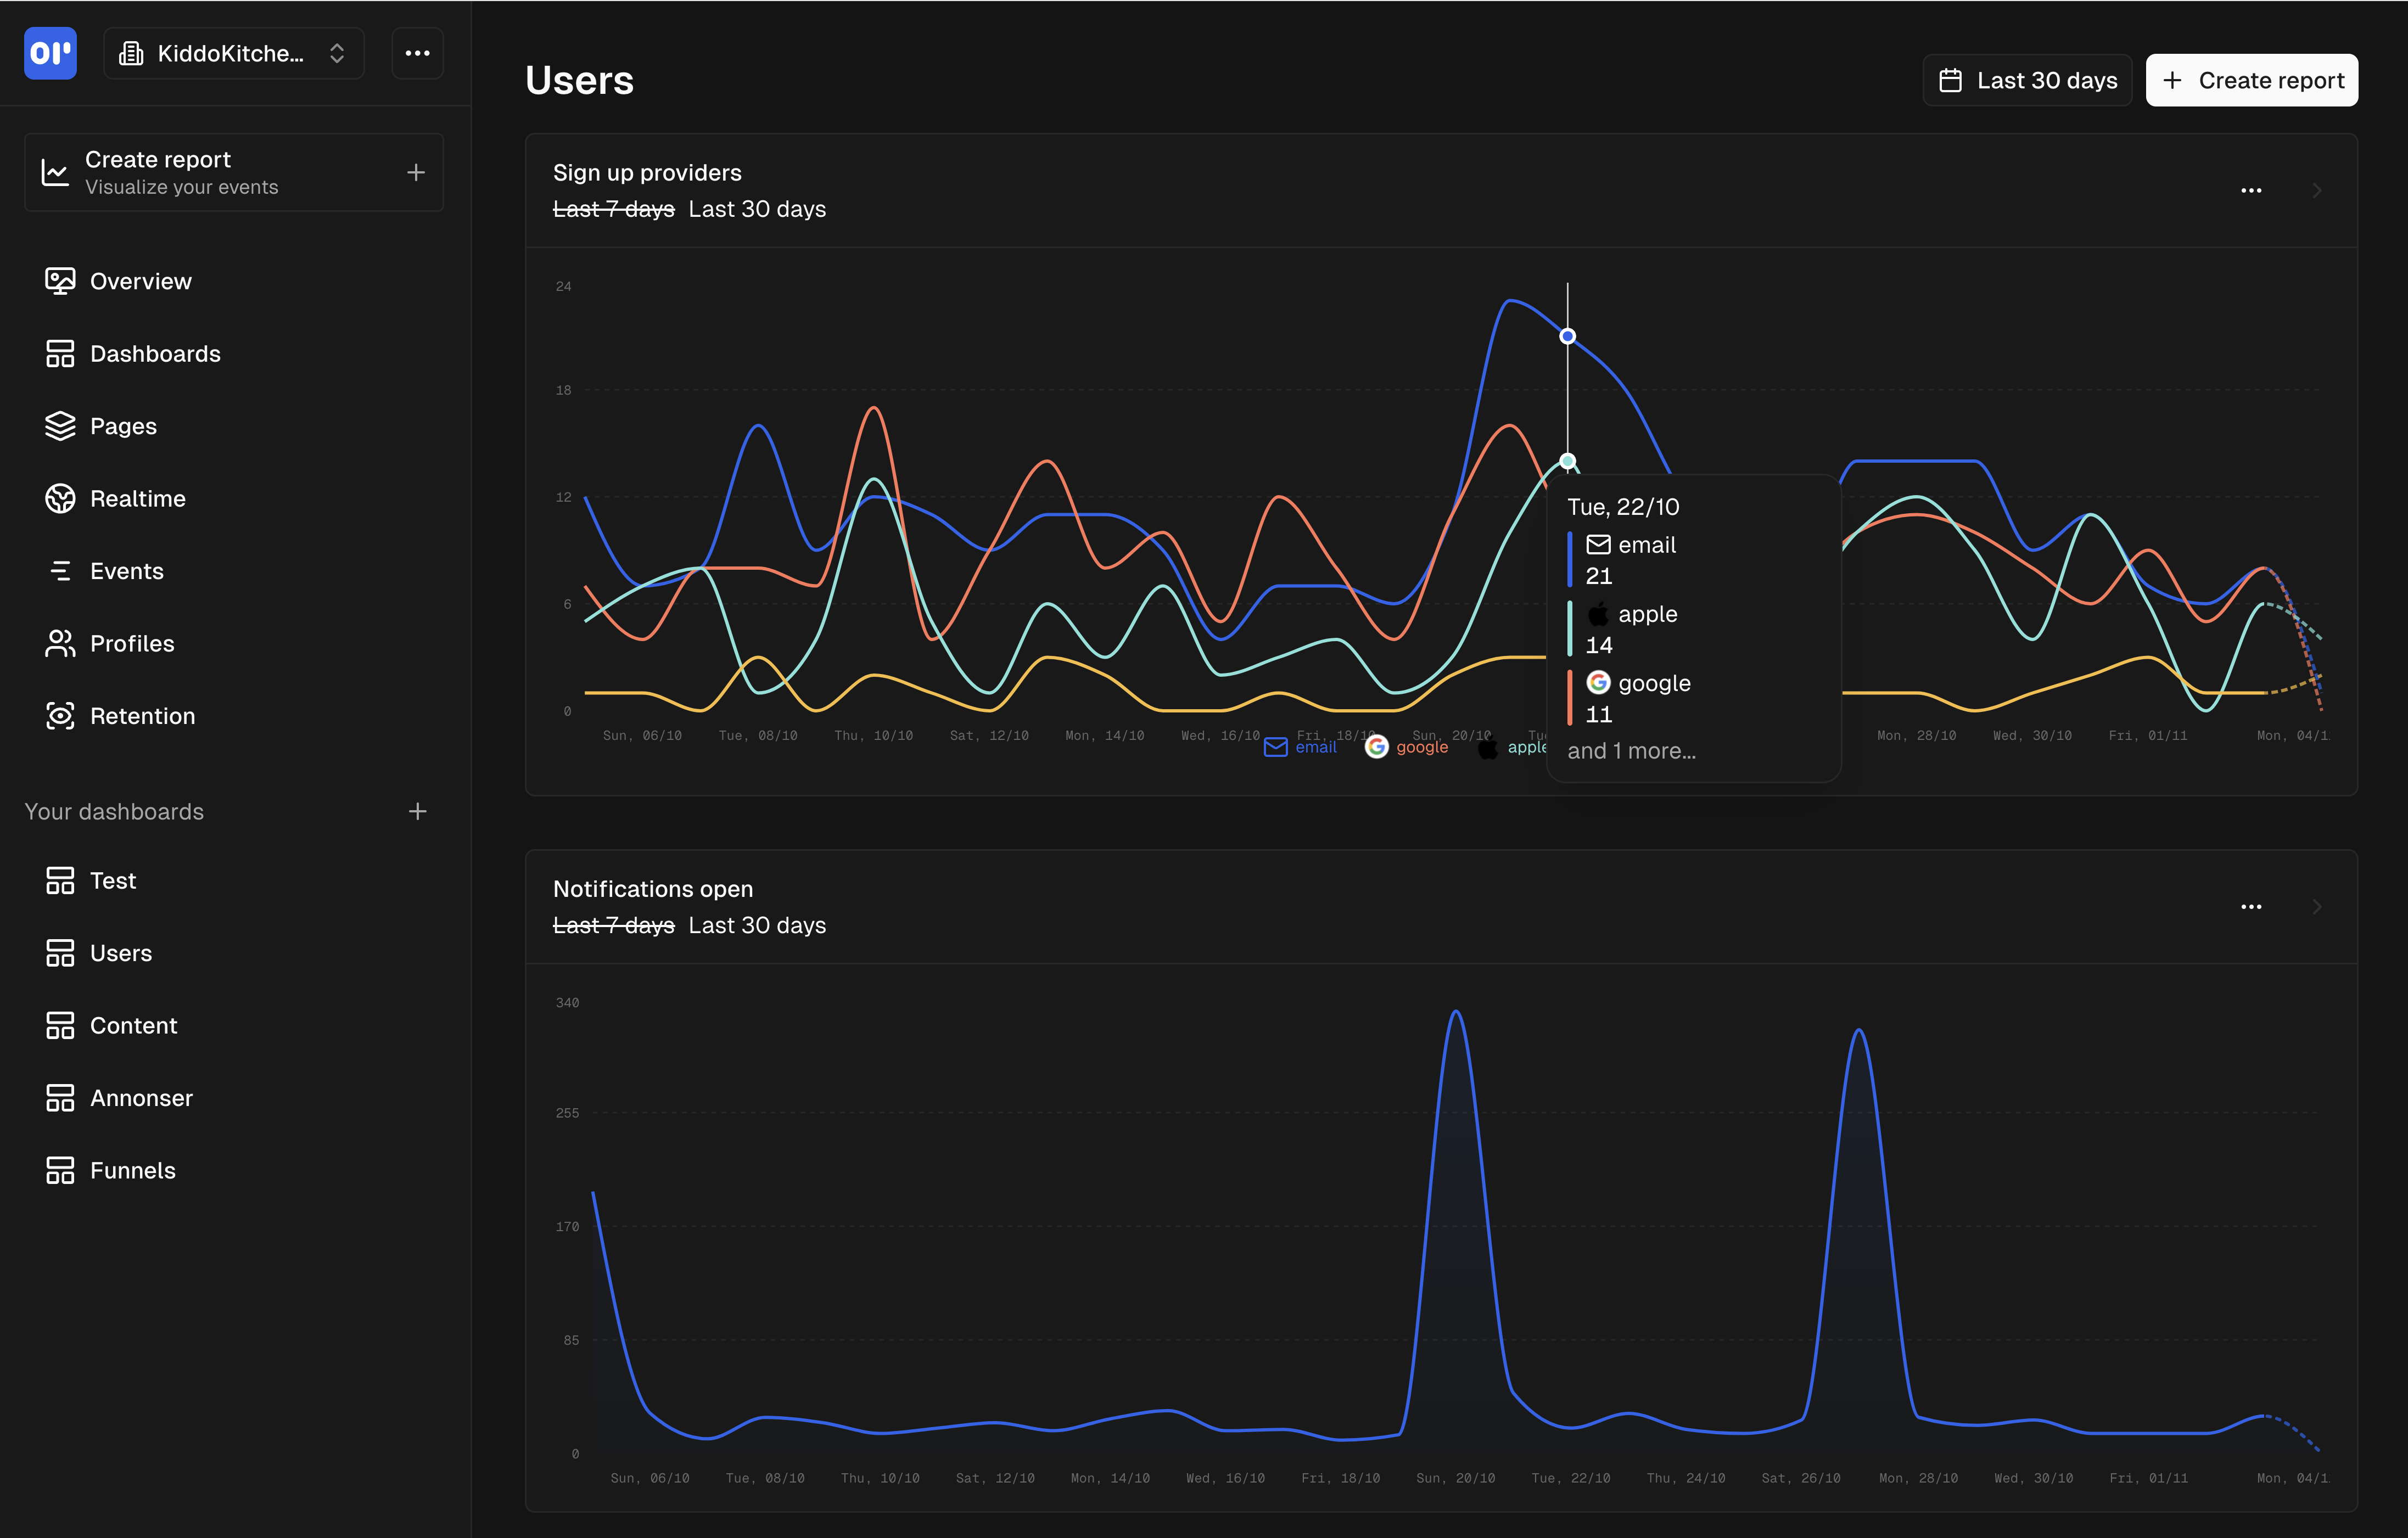 KiddoKitche...
Create report
Visualize your events
Overview
Dashboards
Pages
Realtime
Events
Profiles
Retention
Your dashboards
Test
Users
Content
Annonser
Funnels
Users
Last 30 days
Create report
Sign up providers
Last 7 days Last 30 days
24
18
12
6
0
Sun, 06/10 Tue, 08/10 Thu, 10/10 Sat, 12/10 Mon, 14/10 Wed, 16/10 Fri, 18/10 Sun, 20/10 Mon, 28/10 Wed, 30/10 Fri, 01/11 Mon, 04/1
email google apple
Tue, 22/10
email
21
apple
14
google
11
and 1 more...
Notifications open
Last 7 days Last 30 days
340
255
170
85
0
Sun, 06/10 Tue, 08/10 Thu, 10/10 Sat, 12/10 Mon, 14/10 Wed, 16/10 Fri, 18/10 Sun, 20/10 Tue, 22/10 Thu, 24/10 Sat, 26/10 Mon, 28/10 Wed, 30/10 Fri, 01/11 Mon, 04/1